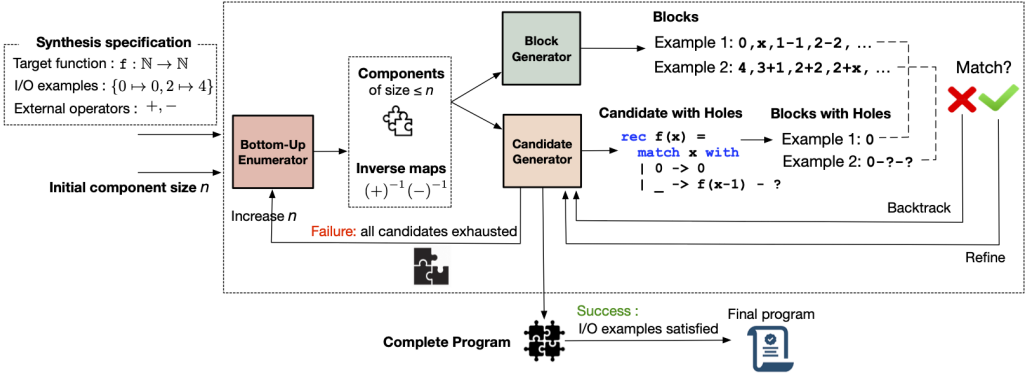 Synthesis specification
Target function : f : ℕ → ℕ
I/O examples : {0 ↦ 0, 2 ↦ 4}
External operators : +, −
Initial component size n
Bottom-Up
Enumerator
Increase n
Components
of size ≤ n
Inverse maps
(+)⁻¹(−)⁻¹
Failure: all candidates exhausted
Block
Generator
Candidate
Generator
Blocks
Example 1: 0,x,1-1,2-2, ...
Example 2: 4,3+1,2+2,2+x, ...
Candidate with Holes
rec f(x) =
match x with
| 0 -> 0
| _ -> f(x-1) - ?
Blocks with Holes
Example 1: 0
Example 2: 0-?-?
Match?
Backtrack
Refine
Complete Program
Success :
I/O examples satisfied
Final program